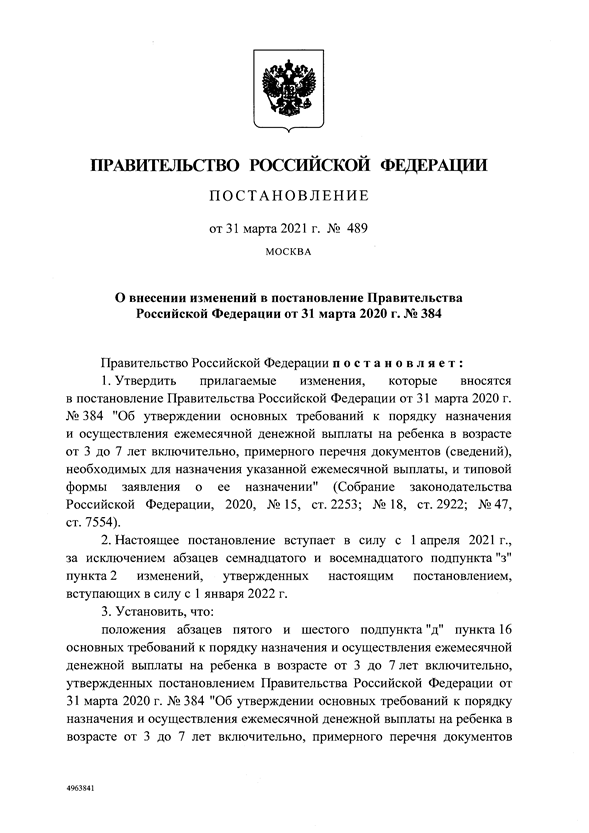 ПРАВИТЕЛЬСТВО РОССИЙСКОЙ ФЕДЕРАЦИИ
ПОСТАНОВЛЕНИЕ
от 31 марта 2021 г. № 489
МОСКВА
О внесении изменений в постановление Правительства
Российской Федерации от 31 марта 2020 г. № 384
Правительство Российской Федерации постановляет:
1. Утвердить прилагаемые изменения, которые вносятся
в постановление Правительства Российской Федерации от 31 марта 2020 г.
№ 384 "Об утверждении основных требований к порядку назначения
и осуществления ежемесячной денежной выплаты на ребенка в возрасте
от 3 до 7 лет включительно, примерного перечня документов (сведений),
необходимых для назначения указанной ежемесячной выплаты, и типовой
формы заявления о ее назначении" (Собрание законодательства
Российской Федерации, 2020, № 15, ст. 2253; № 18, ст. 2922; № 47,
ст. 7554).
2. Настоящее постановление вступает в силу с 1 апреля 2021 г.,
за исключением абзацев семнадцатого и восемнадцатого подпункта "з"
пункта 2 изменений, утвержденных настоящим постановлением,
вступающих в силу с 1 января 2022 г.
3. Установить, что:
положения абзацев пятого и шестого подпункта "д" пункта 16
основных требований к порядку назначения и осуществления ежемесячной
денежной выплаты на ребенка в возрасте от 3 до 7 лет включительно,
утвержденных постановлением Правительства Российской Федерации от
31 марта 2020 г. № 384 "Об утверждении основных требований к порядку
назначения и осуществления ежемесячной денежной выплаты на ребенка в
возрасте от 3 до 7 лет включительно, примерного перечня документов
4963841